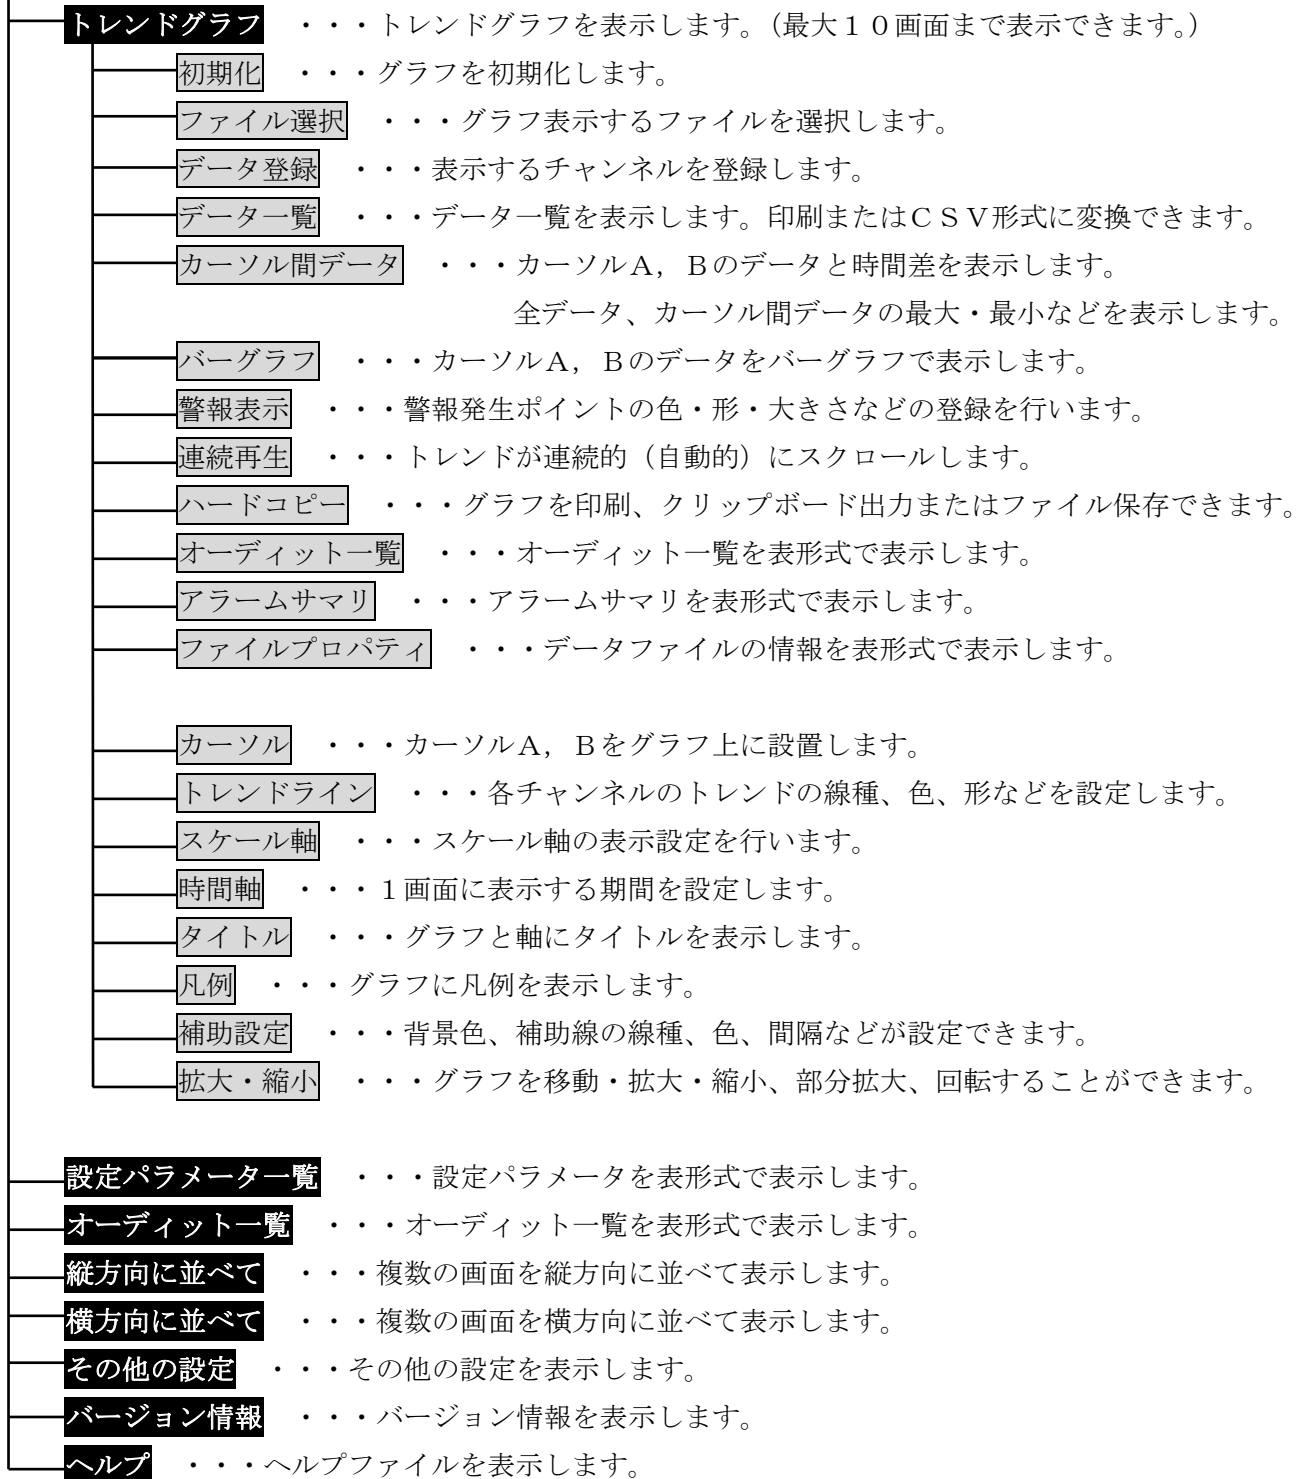 トレンドグラフ　・・・トレンドグラフを表示します。（最大１０画面まで表示できます。）
初期化　・・・グラフを初期化します。
ファイル選択　・・・グラフ表示するファイルを選択します。
データ登録　・・・表示するチャンネルを登録します。
データ一覧　・・・データ一覧を表示します。印刷またはＣＳＶ形式に変換できます。
カーソル間データ　・・・カーソルＡ，Ｂのデータと時間差を表示します。
全データ、カーソル間データの最大・最小などを表示します。
バーグラフ　・・・カーソルＡ，Ｂのデータをバーグラフで表示します。
警報表示　・・・警報発生ポイントの色・形・大きさなどの登録を行います。
連続再生　・・・トレンドが連続的（自動的）にスクロールします。
ハードコピー　・・・グラフを印刷、クリップボード出力またはファイル保存できます。
オーディット一覧　・・・オーディット一覧を表形式で表示します。
アラームサマリ　・・・アラームサマリを表形式で表示します。
ファイルプロパティ　・・・データファイルの情報を表形式で表示します。
カーソル　・・・カーソルＡ，Ｂをグラフ上に設置します。
トレンドライン　・・・各チャンネルのトレンドの線種、色、形などを設定します。
スケール軸　・・・スケール軸の表示設定を行います。
時間軸　・・・１画面に表示する期間を設定します。
タイトル　・・・グラフと軸にタイトルを表示します。
凡例　・・・グラフに凡例を表示します。
補助設定　・・・背景色、補助線の線種、色、間隔などが設定できます。
拡大・縮小　・・・グラフを移動・拡大・縮小、部分拡大、回転することができます。
設定パラメータ一覧　・・・設定パラメータを表形式で表示します。
オーディット一覧　・・・オーディット一覧を表形式で表示します。
縦方向に並べて　・・・複数の画面を縦方向に並べて表示します。
横方向に並べて　・・・複数の画面を横方向に並べて表示します。
その他の設定　・・・その他の設定を表示します。
バージョン情報　・・・バージョン情報を表示します。
ヘルプ　・・・ヘルプファイルを表示します。